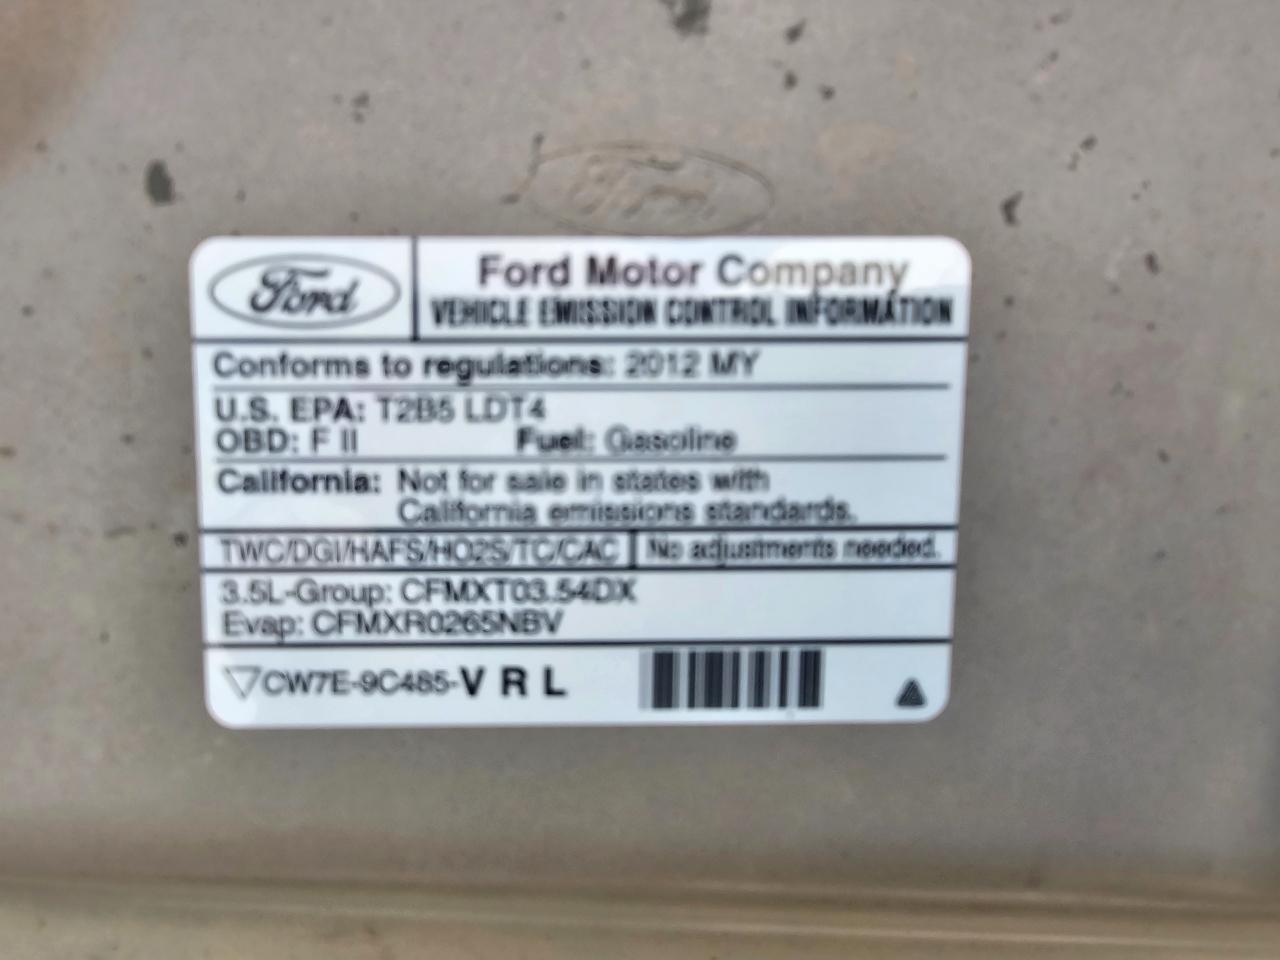 Ford
Ford
Ford Motor Company
VEHICLE EMISSION CONTROL INFORMATION
Conforms to regulations: 2012 MY
U.S. EPA: T2B5 LDT4
OBD: F II Fuel: Gasoline
California: Not for sale in states with
California emissions standards.
TWC/DGI/HAFS/HO2S/TC/CAC No adjustments needed.
3.5L-Group: CFMXT03.54DX
Evap: CFMXR0265NBV
CW7E-9C485-V R L